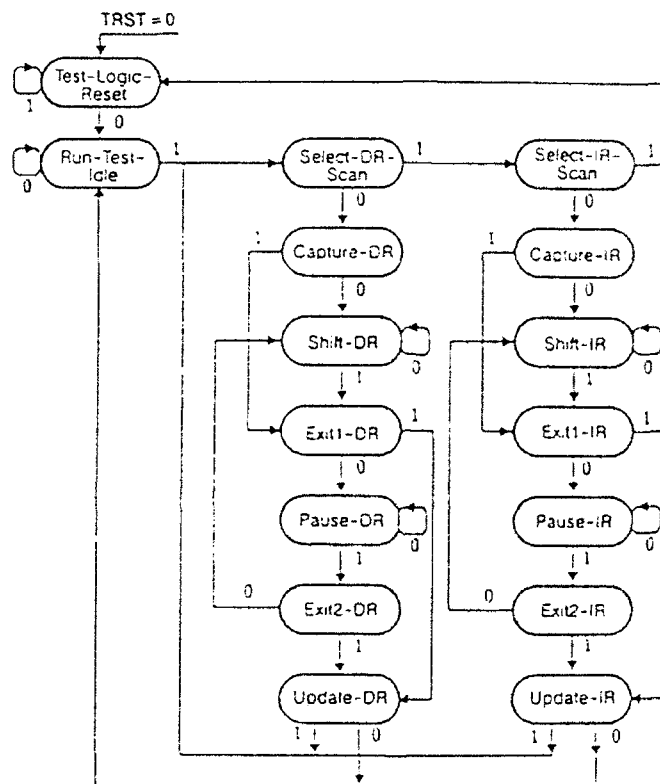 TRST = 0
Test-Logic-
Reset
1
0
Run-Test-
Idle
0
1
Select-DR-
Scan
1
0
Select-IR-
Scan
1
0
1
Capture-DR
0
1
Capture-IR
0
Shift-DR
0
1
Shift-IR
0
1
Exit1-DR
1
0
Exit1-IR
1
0
Pause-DR
0
1
Pause-IR
0
1
0
Exit2-DR
1
0
Exit2-IR
1
Update-DR
1
0
Update-IR
1
0